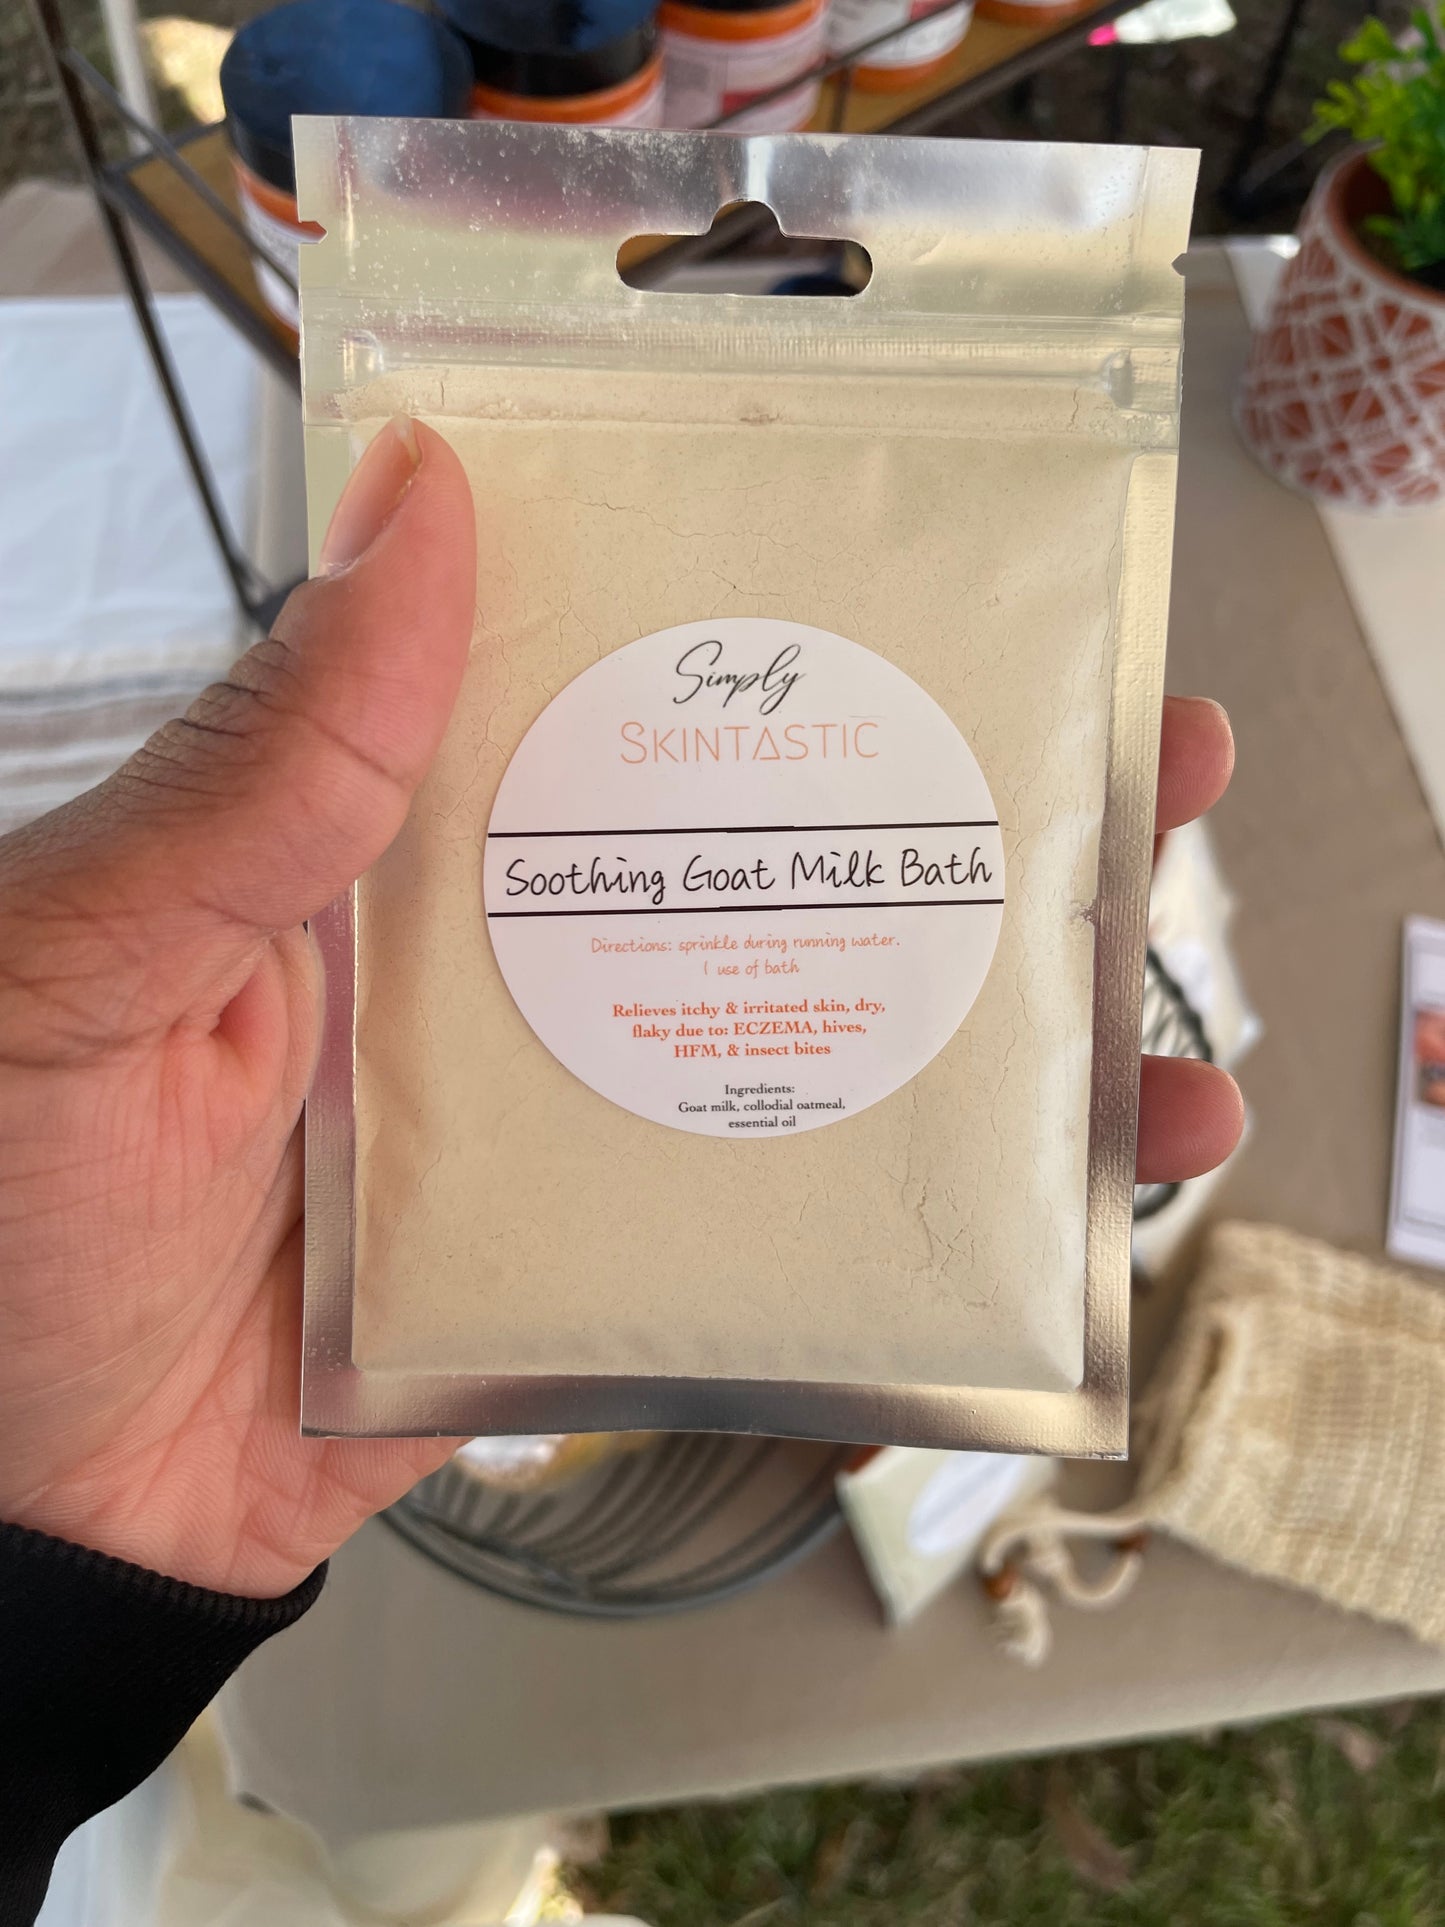 Simply
SKINTASTIC
Soothing Goat Milk Bath
Directions: sprinkle during running water.
1 use of bath
Relieves itchy & irritated skin, dry,
flaky due to: ECZEMA, hives,
HFM, & insect bites
Ingredients:
Goat milk, collodial oatmeal,
essential oil